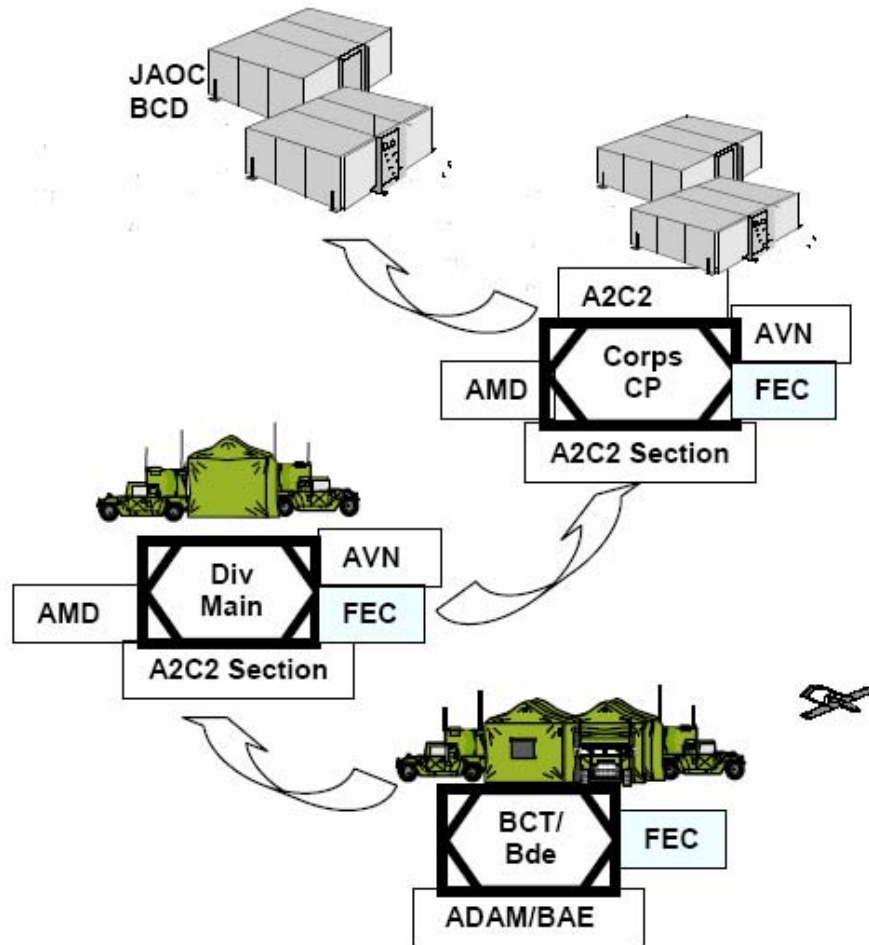 JAOC
BCD
A2C2
AVN
Corps
CP
AMD
FEC
A2C2 Section
AVN
Div
Main
AMD
FEC
A2C2 Section
BCT/
Bde
FEC
ADAM/BAE